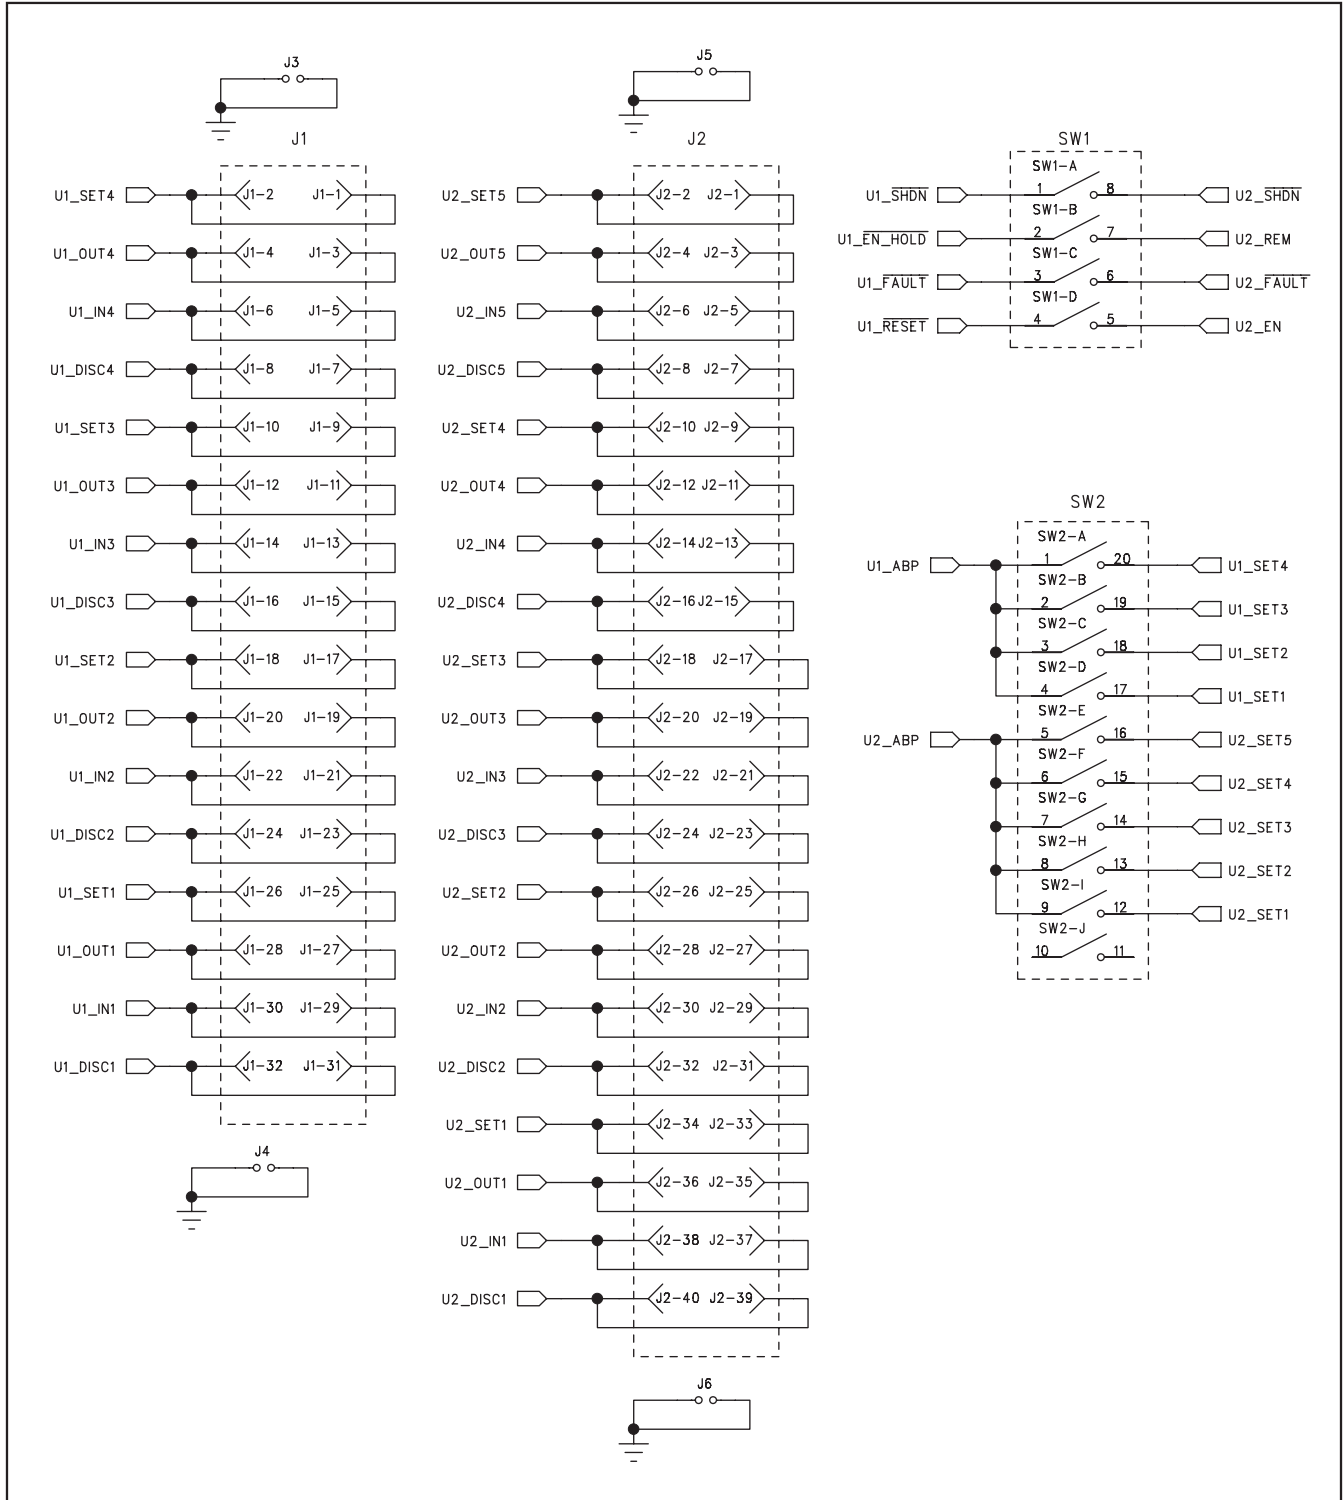 J3
J1
U1_SET4 J1-2 J1-1
U1_OUT4 J1-4 J1-3
U1_IN4 J1-6 J1-5
U1_DISC4 J1-8 J1-7
U1_SET3 J1-10 J1-9
U1_OUT3 J1-12 J1-11
U1_IN3 J1-14 J1-13
U1_DISC3 J1-16 J1-15
U1_SET2 J1-18 J1-17
U1_OUT2 J1-20 J1-19
U1_IN2 J1-22 J1-21
U1_DISC2 J1-24 J1-23
U1_SET1 J1-26 J1-25
U1_OUT1 J1-28 J1-27
U1_IN1 J1-30 J1-29
U1_DISC1 J1-32 J1-31
J4
J5
J2
U2_SET5 J2-2 J2-1
U2_OUT5 J2-4 J2-3
U2_IN5 J2-6 J2-5
U2_DISC5 J2-8 J2-7
U2_SET4 J2-10 J2-9
U2_OUT4 J2-12 J2-11
U2_IN4 J2-14 J2-13
U2_DISC4 J2-16 J2-15
U2_SET3 J2-18 J2-17
U2_OUT3 J2-20 J2-19
U2_IN3 J2-22 J2-21
U2_DISC3 J2-24 J2-23
U2_SET2 J2-26 J2-25
U2_OUT2 J2-28 J2-27
U2_IN2 J2-30 J2-29
U2_DISC2 J2-32 J2-31
U2_SET1 J2-34 J2-33
U2_OUT1 J2-36 J2-35
U2_IN1 J2-38 J2-37
U2_DISC1 J2-40 J2-39
J6
SW1
SW1-A
U1_SHDN 1 8 U2_SHDN
SW1-B
U1_EN_HOLD 2 7 U2_REM
SW1-C
U1_FAULT 3 6 U2_FAULT
SW1-D
U1_RESET 4 5 U2_EN
SW2
SW2-A
U1_ABP 1 20 U1_SET4
SW2-B
2 19 U1_SET3
SW2-C
3 18 U1_SET2
SW2-D
4 17 U1_SET1
SW2-E
U2_ABP 5 16 U2_SET5
SW2-F
6 15 U2_SET4
SW2-G
7 14 U2_SET3
SW2-H
8 13 U2_SET2
SW2-I
9 12 U2_SET1
SW2-J
10 11